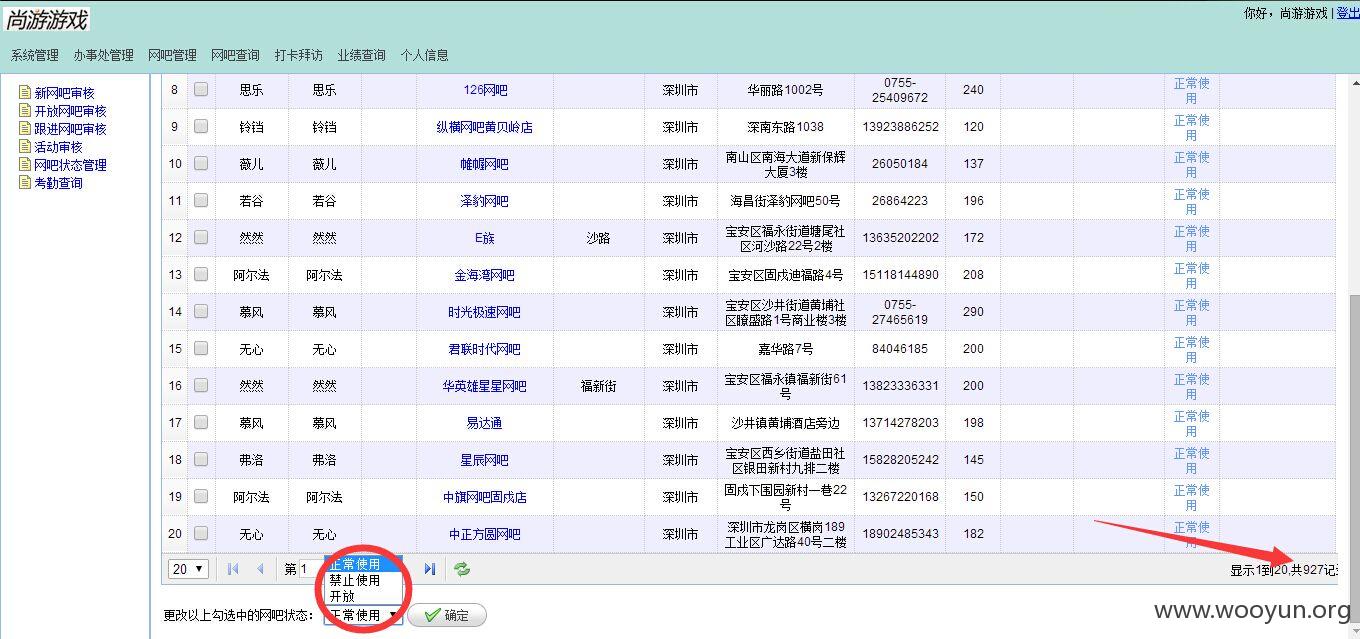 尚游游戏
你好，尚游游戏 | 登出
系统管理 办事处管理 网吧管理 网吧查询 打卡拜访 业绩查询 个人信息
新网吧审核
开放网吧审核
跟进网吧审核
活动审核
网吧状态管理
考勤查询
8 思乐 思乐 126网吧 深圳市 华丽路1002号 0755-25409672 240 正常使用
9 铃铛 铃铛 纵横网吧黄贝岭店 深圳市 深南东路1038 13923886252 120 正常使用
10 薇儿 薇儿 帷幄网吧 深圳市 南山区南海大道新保辉大厦3楼 26050184 137 正常使用
11 若谷 若谷 泽豹网吧 深圳市 海昌街泽豹网吧50号 26864223 196 正常使用
12 然然 然然 E族 沙路 深圳市 宝安区福永街道塘尾社区河沙路22号2楼 13635202202 172 正常使用
13 阿尔法 阿尔法 金海湾网吧 深圳市 宝安区固戍迪福路4号 15118144890 208 正常使用
14 慕风 慕风 时光极速网吧 深圳市 宝安区沙井街道黄埔社区瞭盛路1号商业楼3楼 0755-27465619 290 正常使用
15 无心 无心 君联时代网吧 深圳市 嘉华路7号 84046185 200 正常使用
16 然然 然然 华英雄星星网吧 福新街 深圳市 宝安区福永镇福新街61号 13823336331 200 正常使用
17 慕风 慕风 易达通 深圳市 沙井镇黄埔酒店旁边 13714278203 198 正常使用
18 弗洛 弗洛 星辰网吧 深圳市 宝安区西乡街道盐田社区银田新村九排二楼 15828205242 145 正常使用
19 阿尔法 阿尔法 中旗网吧固戍店 深圳市 固戍下围园新村一巷22号 13267220168 150 正常使用
20 无心 无心 中正方圆网吧 深圳市 深圳市龙岗区横岗189工业区广达路40号二楼 18902485343 182 正常使用
20 第 1 显示1到20,共927记
正常使用
禁止使用
开放
更改以上勾选中的网吧状态： 正常使用 确定
www.wooyun.org